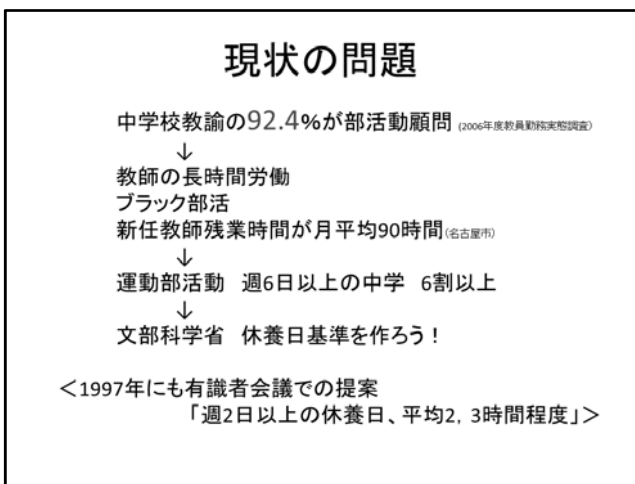 現状の問題
中学校教諭の92.4%が部活動顧問 (2006年度教員勤務実態調査)
↓
教師の長時間労働
ブラック部活
新任教師残業時間が月平均90時間(名古屋市)
↓
運動部活動　週6日以上の中学　6割以上
↓
文部科学省　休養日基準を作ろう！
＜1997年にも有識者会議での提案
「週2日以上の休養日、平均2，3時間程度」＞